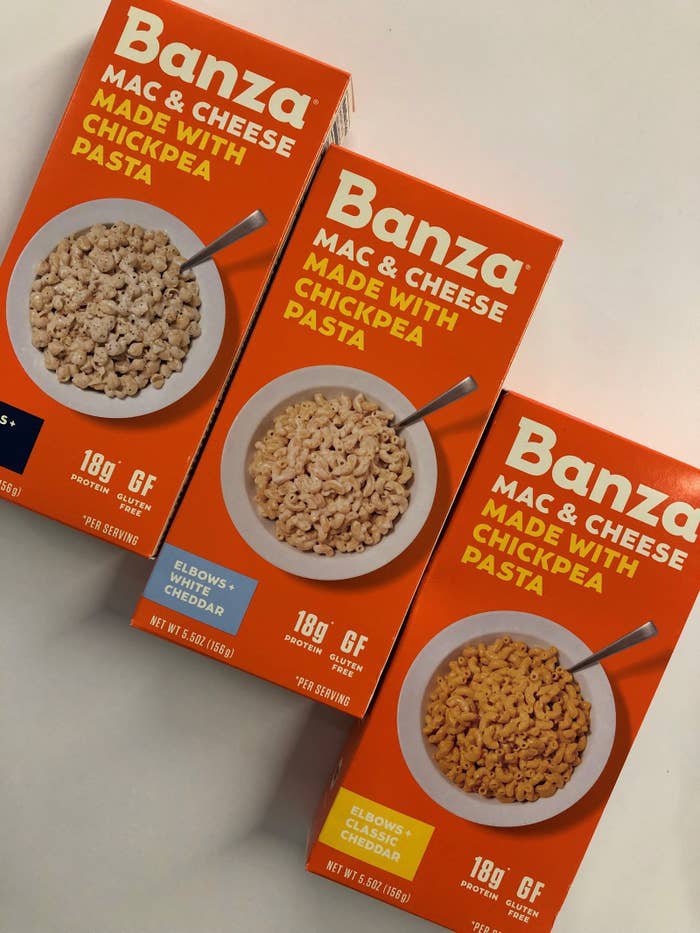 Banza
MAC & CHEESE
MADE WITH
CHICKPEA
PASTA
S+
18g* GF
PROTEIN GLUTEN
FREE
*PER SERVING
156g)
Banza
MAC & CHEESE
MADE WITH
CHICKPEA
PASTA
ELBOWS+
WHITE
CHEDDAR
NET WT 5.5OZ (156g)
18g* GF
PROTEIN GLUTEN
FREE
*PER SERVING
Banza
MAC & CHEESE
MADE WITH
CHICKPEA
PASTA
ELBOWS+
CLASSIC
CHEDDAR
NET WT 5.5OZ (156g)
18g* GF
PROTEIN GLUTEN
FREE